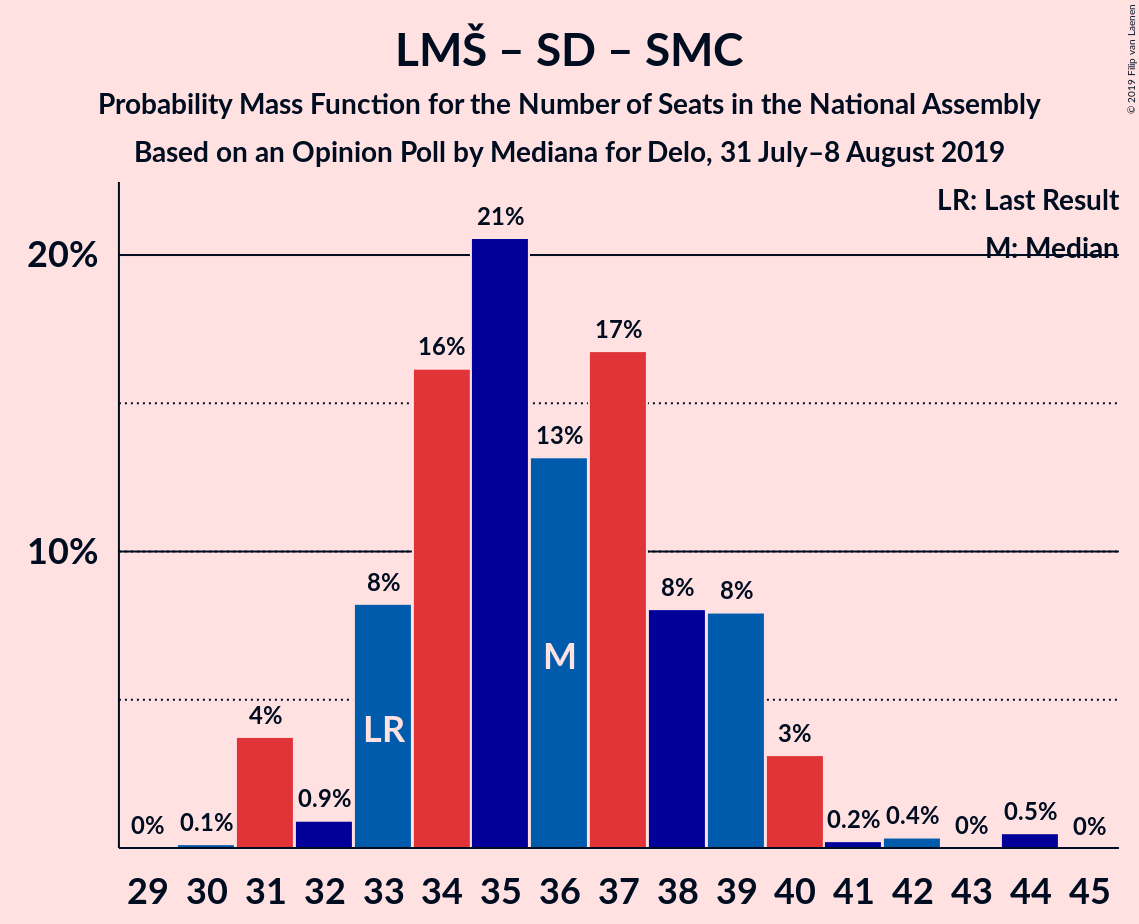 LMŠ – SD – SMC
Probability Mass Function for the Number of Seats in the National Assembly
Based on an Opinion Poll by Mediana for Delo, 31 July–8 August 2019
© 2019 Filip van Laenen
LR: Last Result
M: Median
20%
10%
0%
0.1%
4%
0.9%
8%
16%
21%
13%
17%
8%
8%
3%
0.2%
0.4%
0%
0.5%
0%
LR
M
29 30 31 32 33 34 35 36 37 38 39 40 41 42 43 44 45